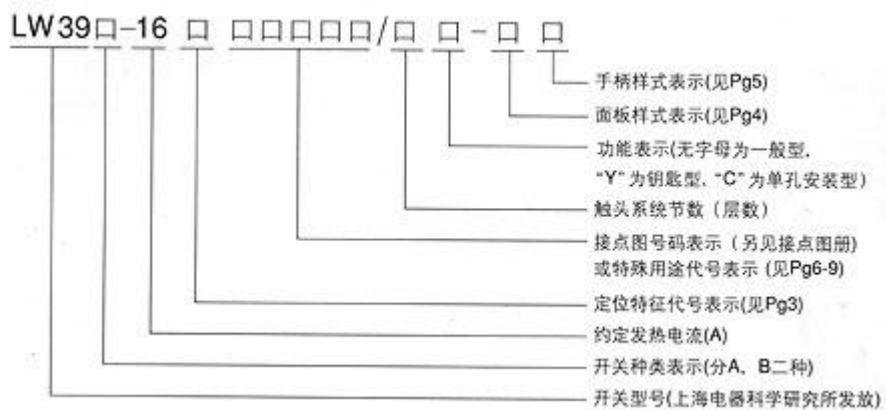 LW39□-16 □ □□□□□/□ □-□ □
手柄样式表示(见Pg5)
面板样式表示(见Pg4)
功能表示(无字母为一般型,
“Y”为钥匙型, “C”为单孔安装型)
触头系统节数（层数）
接点图号码表示（另见接点图册)
或特殊用途代号表示 (见Pg6-9)
定位特征代号表示(见Pg3)
约定发热电流(A)
开关种类表示(分A、B二种)
开关型号(上海电器科学研究所发放)